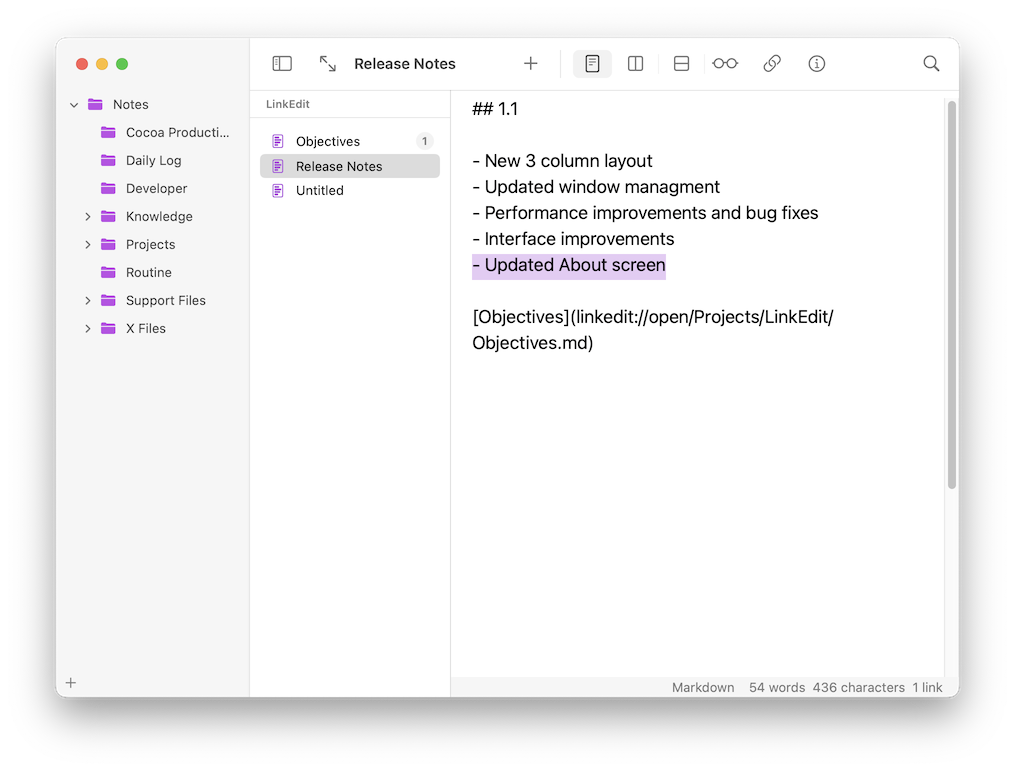 Release Notes
Notes
Cocoa Producti...
Daily Log
Developer
Knowledge
Projects
Routine
Support Files
X Files
LinkEdit
Objectives 1
Release Notes
Untitled
## 1.1
- New 3 column layout
- Updated window managment
- Performance improvements and bug fixes
- Interface improvements
- Updated About screen
[Objectives](linkedit://open/Projects/LinkEdit/
Objectives.md)
Markdown 54 words 436 characters 1 link